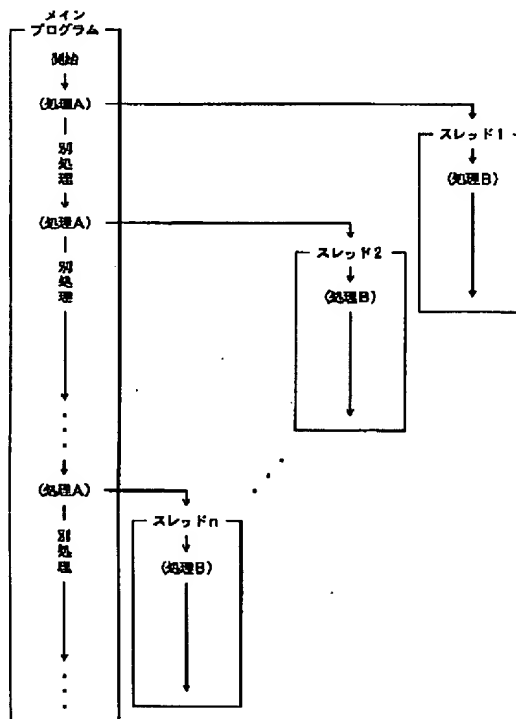 メイン
プログラム
開始
(処理A)
別処理
スレッド1
(処理B)
(処理A)
別処理
スレッド2
(処理B)
(処理A)
別処理
スレッドn
(処理B)